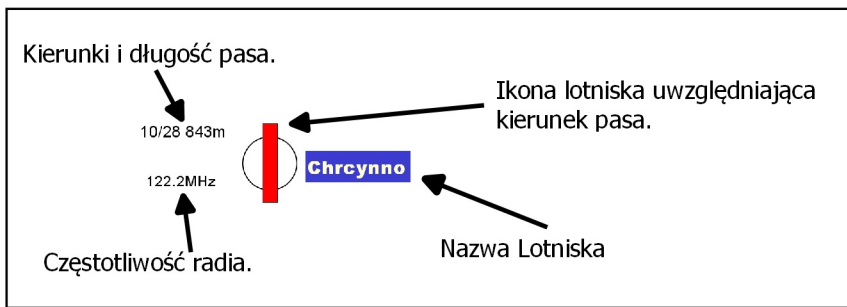 Kierunki i długość pasa.
10/28 843m
122.2MHz
Częstotliwość radia.
Ikona lotniska uwzględniająca
kierunek pasa.
Chrcynno
Nazwa Lotniska